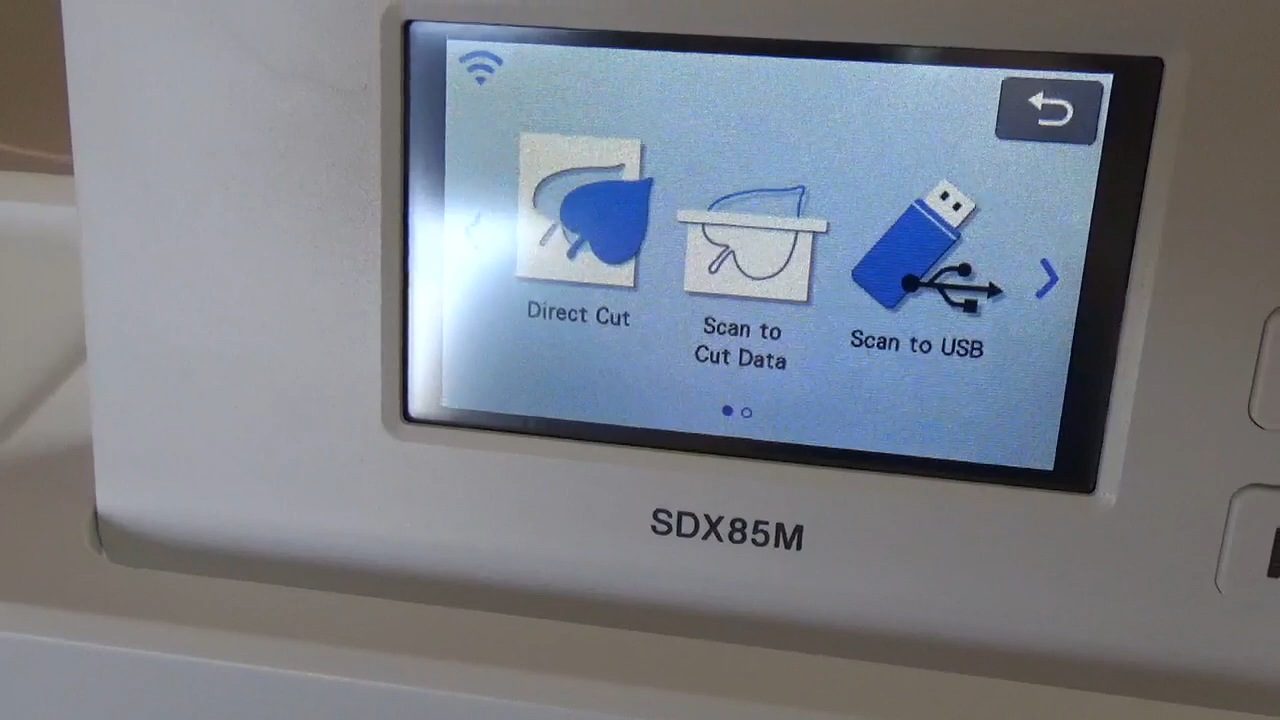 Direct Cut
Scan to
Cut Data
Scan to USB
SDX85M